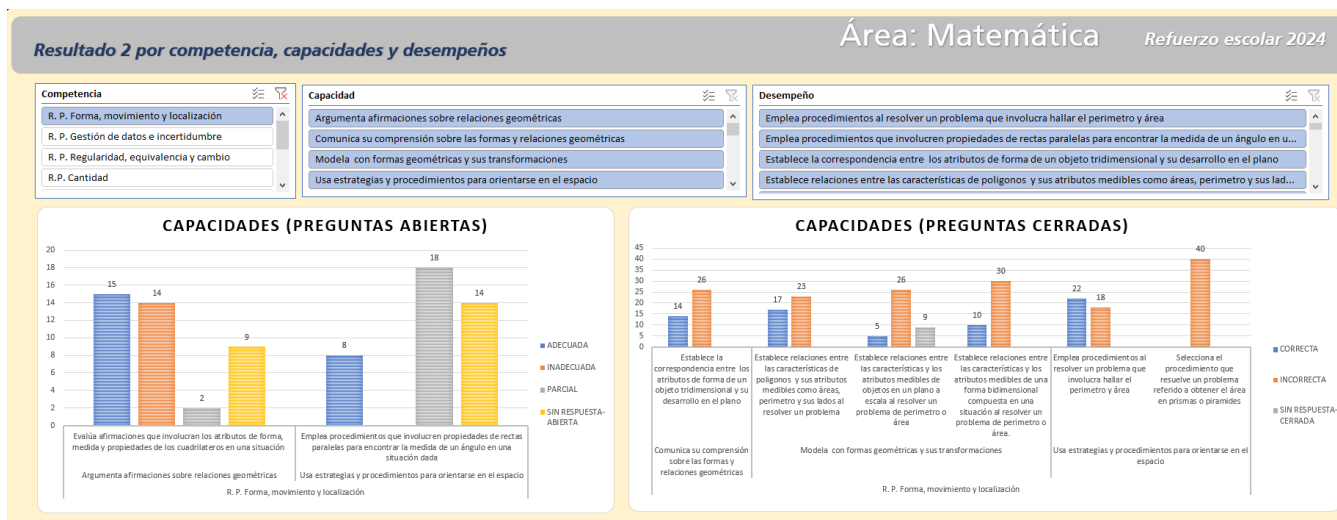 Resultado 2 por competencia, capacidades y desempeños
Área: Matemática
Refuerzo escolar 2024
Competencia
R. P. Forma, movimiento y localización
R. P. Gestión de datos e incertidumbre
R. P. Regularidad, equivalencia y cambio
R.P. Cantidad
Capacidad
Argumenta afirmaciones sobre relaciones geométricas
Comunica su comprensión sobre las formas y relaciones geométricas
Modela con formas geométricas y sus transformaciones
Usa estrategias y procedimientos para orientarse en el espacio
Desempeño
Emplea procedimientos al resolver un problema que involucra hallar el perimetro y área
Emplea procedimientos que involucren propiedades de rectas paralelas para encontrar la medida de un ángulo en u...
Establece la correspondencia entre los atributos de forma de un objeto tridimensional y su desarrollo en el plano
Establece relaciones entre las características de poligonos y sus atributos medibles como áreas, perimetro y sus lad...
CAPACIDADES (PREGUNTAS ABIERTAS)
20
18
16
14
12
10
8
6
4
2
0
15
14
2
9
8
18
14
Evalúa afirmaciones que involucran los atributos de forma,
medida y propiedades de los cuadrilateros en una situación
Emplea procedimientos que involucren propiedades de rectas
paralelas para encontrar la medida de un ángulo en una
situación dada
Argumenta afirmaciones sobre relaciones geométricas
Usa estrategias y procedimientos para orientarse en el espacio
R. P. Forma, movimiento y localización
ADECUADA
INADECUADA
PARCIAL
SIN RESPUESTA-
ABIERTA
CAPACIDADES (PREGUNTAS CERRADAS)
45
40
35
30
25
20
15
10
5
0
14
26
17
23
5
26
9
10
30
22
18
40
Establece la
correspondencia entre los
atributos de forma de un
objeto tridimensional y su
desarrollo en el plano
Establece relaciones entre
las características de
poligonos y sus atributos
medibles como áreas,
perimetro y sus lados al
resolver un problema
Establece relaciones entre
las características y los
atributos medibles de
objetos en un plano a
escala al resolver un
problema de perimetro o
área
Establece relaciones entre
las características y los
atributos medibles de una
forma bidimensional
compuesta en una
situación al resolver un
problema de perimetro o
área.
Emplea procedimientos al
resolver un problema que
involucra hallar el
perimetro y área
Selecciona el
procedimiento que
resuelve un problema
referido a obtener el área
en prismas o piramides
Comunica su comprensión
sobre las formas y
relaciones geométricas
Modela con formas geométricas y sus transformaciones
Usa estrategias y procedimientos para orientarse en el
espacio
R. P. Forma, movimiento y localización
CORRECTA
INCORRECTA
SIN RESPUESTA-
CERRADA